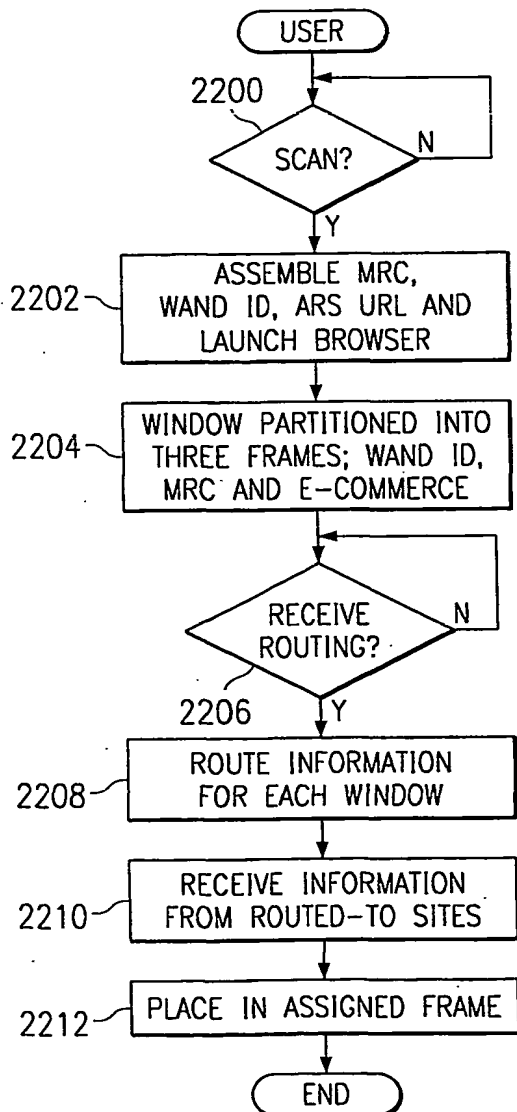 USER
2200
SCAN?
N
Y
2202
ASSEMBLE MRC,
WAND ID, ARS URL AND
LAUNCH BROWSER
2204
WINDOW PARTITIONED INTO
THREE FRAMES; WAND ID,
MRC AND E-COMMERCE
RECEIVE
ROUTING?
N
2206
Y
2208
ROUTE INFORMATION
FOR EACH WINDOW
2210
RECEIVE INFORMATION
FROM ROUTED-TO SITES
2212
PLACE IN ASSIGNED FRAME
END